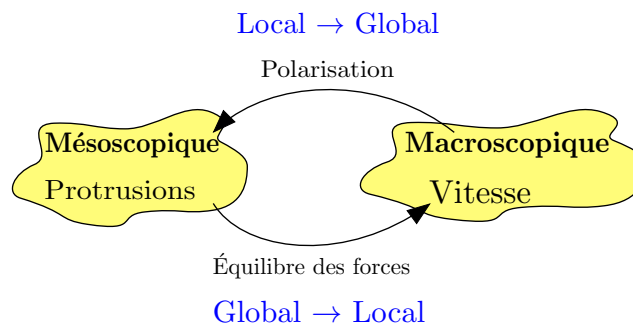 Local → Global
Polarisation
Mésoscopique
Protrusions
Macroscopique
Vitesse
Équilibre des forces
Global → Local